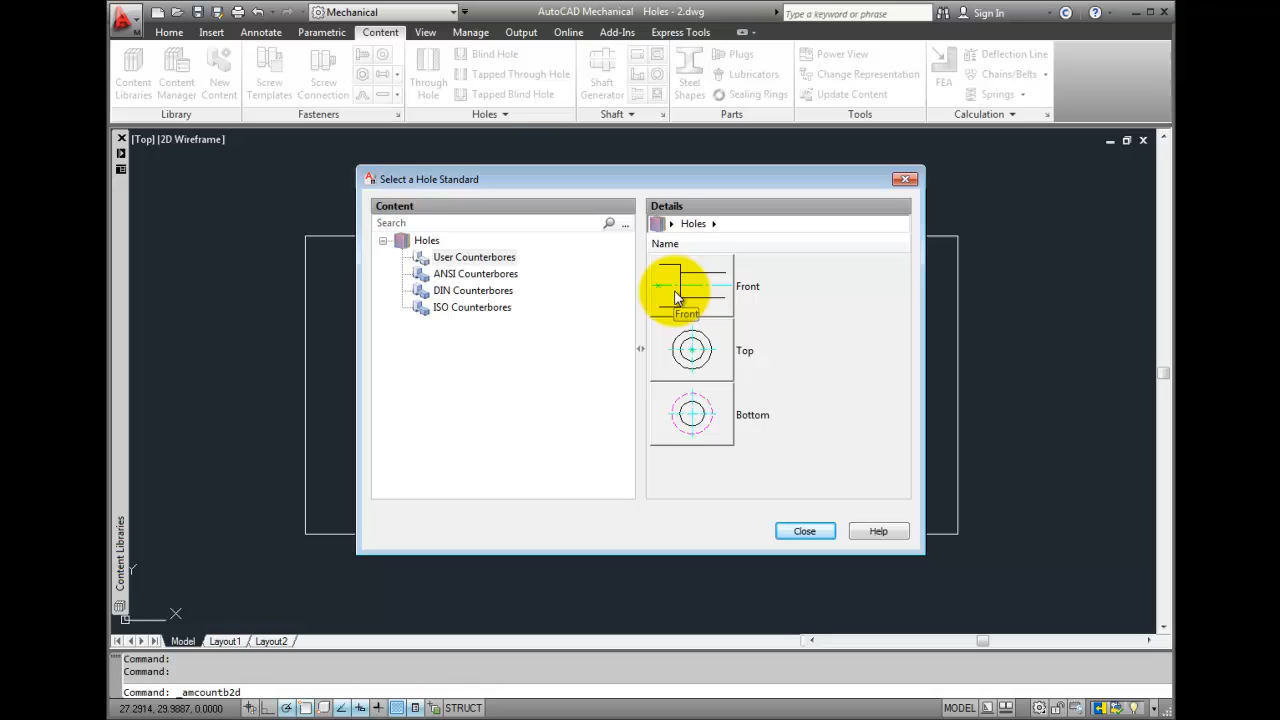 Mechanical
AutoCAD Mechanical Holes - 2.dwg
Type a keyword or phrase
Sign In
Home Insert Annotate Parametric Content View Manage Output Online Add-Ins Express Tools
Content Libraries
Content Manager
New Content
Screw Templates
Screw Connection
Through Hole
Blind Hole
Tapped Through Hole
Tapped Blind Hole
Shaft Generator
Steel Shapes
Plugs
Lubricators
Sealing Rings
Power View
Change Representation
Update Content
FEA
Deflection Line
Chains/Belts
Springs
Library Fasteners Holes Shaft Parts Tools Calculation
[Top] [2D Wireframe]
Select a Hole Standard
Content
Search
...
Holes
User Counterbores
ANSI Counterbores
DIN Counterbores
ISO Counterbores
Details
Holes
Name
Front
Front
Top
Bottom
Close Help
Content Libraries
Y
X
Model Layout1 Layout2
Command:
Command:
Command: _amcountb2d
27.2914, 29.9887, 0.0000
STRUCT
MODEL